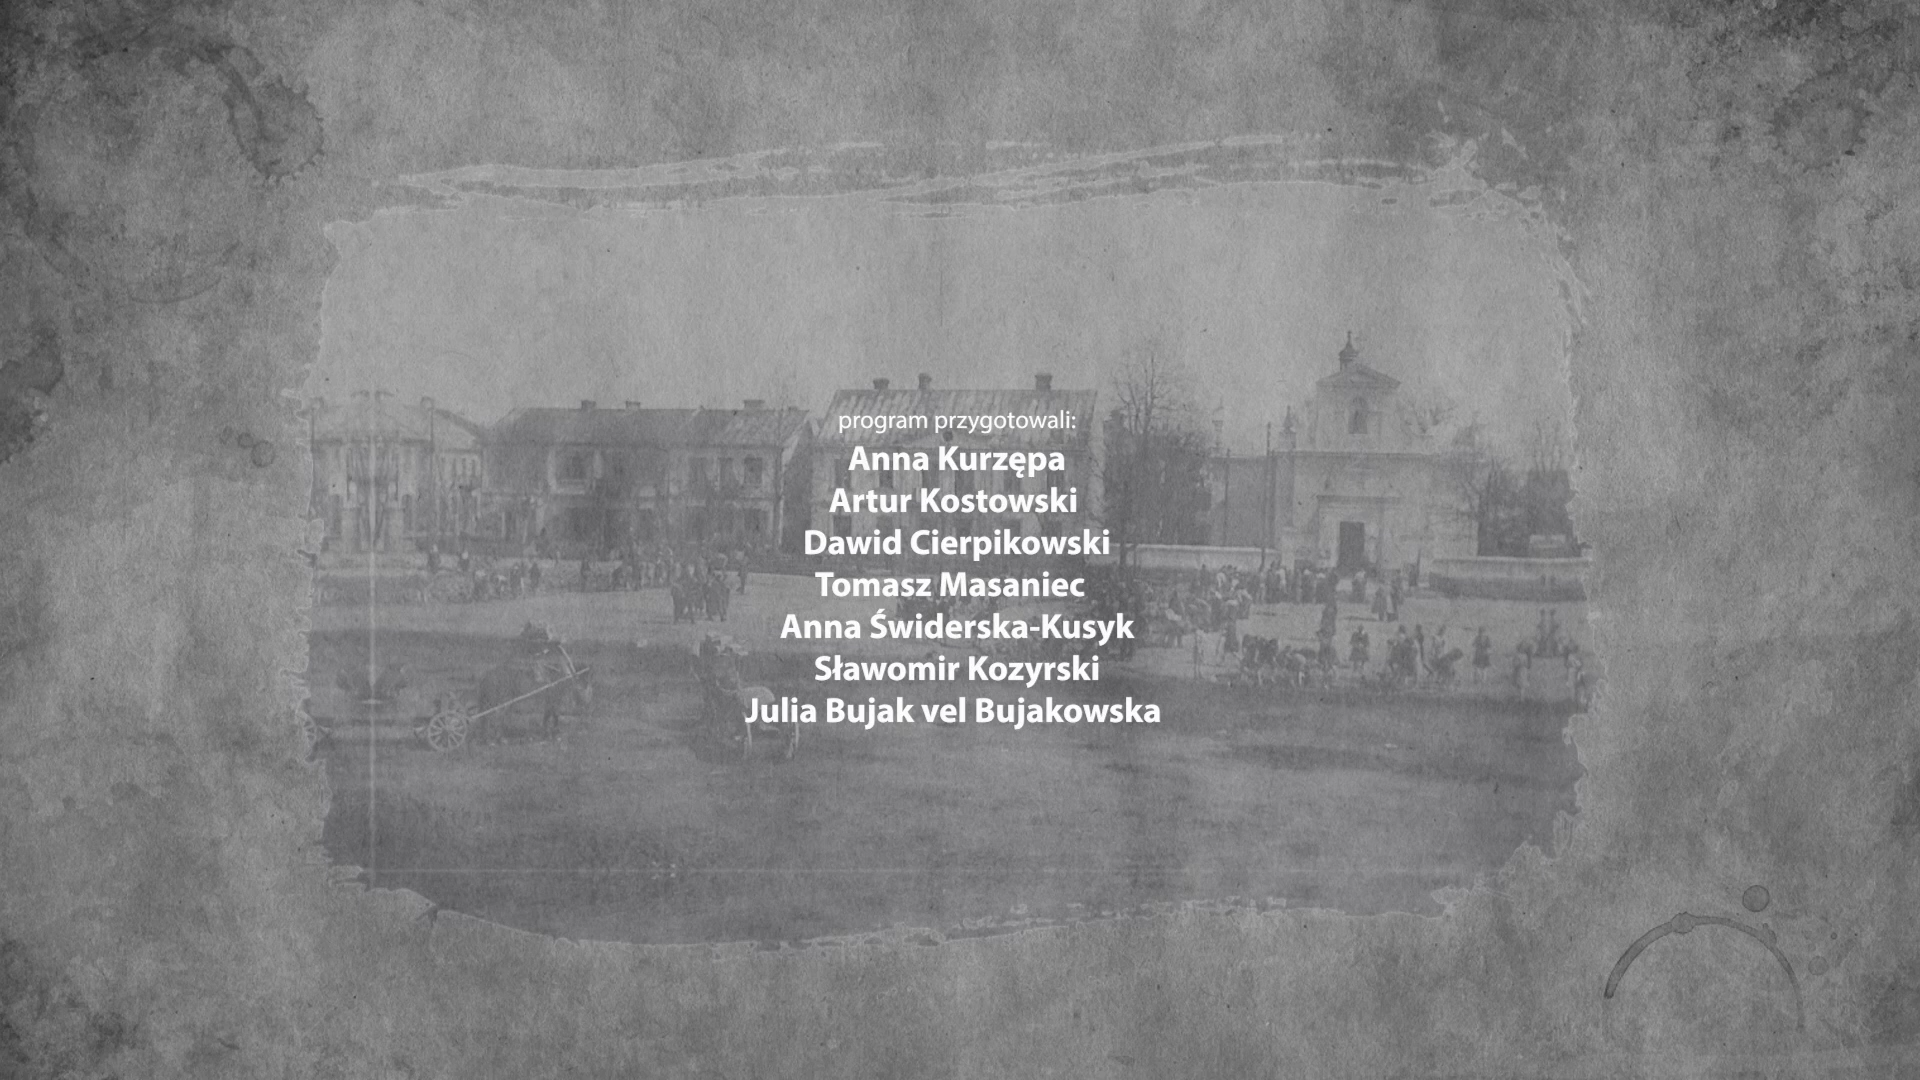 program przygotowali:
Anna Kurzępa
Artur Kostowski
Dawid Cierpikowski
Tomasz Masaniec
Anna Świderska-Kusyk
Sławomir Kozyrski
Julia Bujak vel Bujakowska